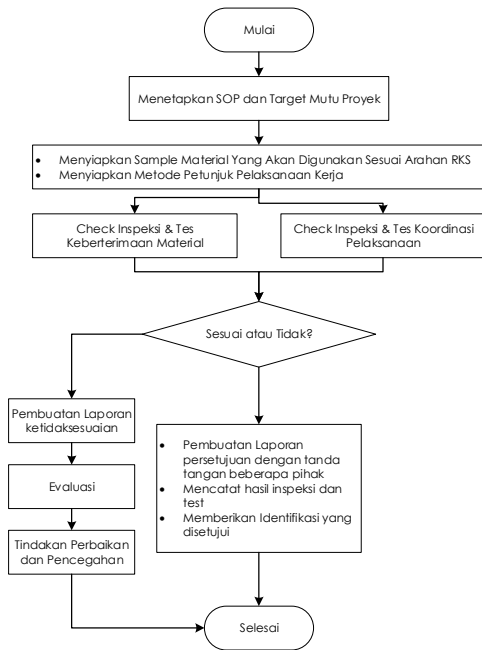 Mulai
Menetapkan SOP dan Target Mutu Proyek
• Menyiapkan Sample Material Yang Akan Digunakan Sesuai Arahan RKS
• Menyiapkan Metode Petunjuk Pelaksanaan Kerja
Check Inspeksi & Tes
Keberterimaan Material
Check Inspeksi & Tes Koordinasi
Pelaksanaan
Sesuai atau Tidak?
Pembuatan Laporan
ketidaksesuaian
Evaluasi
Tindakan Perbaikan
dan Pencegahan
• Pembuatan Laporan
persetujuan dengan tanda
tangan beberapa pihak
• Mencatat hasil inspeksi dan
test
• Memberikan Identifikasi yang
disetujui
Selesai